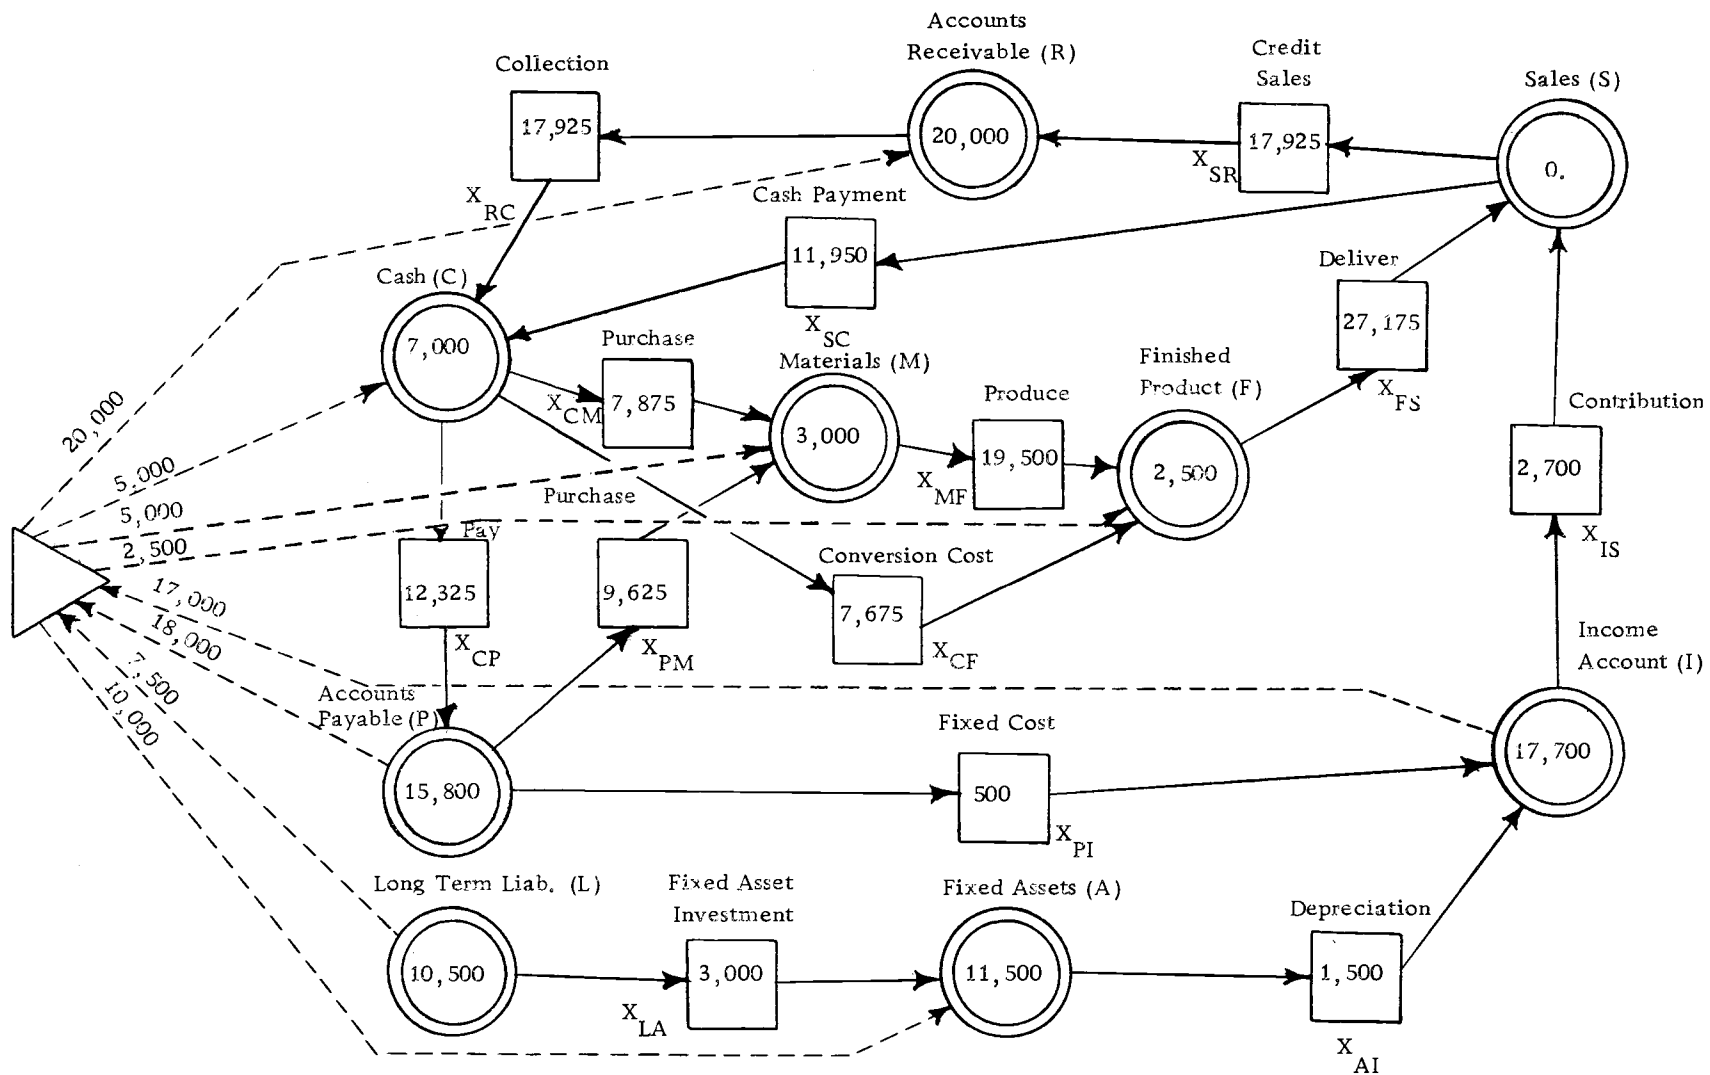 Accounts
Receivable (R)
Credit
Sales
Sales (S)
Collection
17,925
20,000
17,925
0.
X SR
X RC
Cash Payment
11,950
X SC
Cash (C)
7,000
Deliver
27,175
X FS
Purchase
X CM
7,875
Materials (M)
3,000
Produce
19,500
X MF
Finished
Product (F)
2,500
Contribution
2,700
X IS
20,000
5,000
5,000
2,500
17,000
18,000
7,500
10,000
Purchase
Pay
12,325
X CP
9,625
X PM
Conversion Cost
7,675
X CF
Income
Account (I)
17,700
Accounts
Payable (P)
15,800
Fixed Cost
500
X PI
Long Term Liab. (L)
10,500
Fixed Asset
Investment
3,000
X LA
Fixed Assets (A)
11,500
Depreciation
1,500
X AI